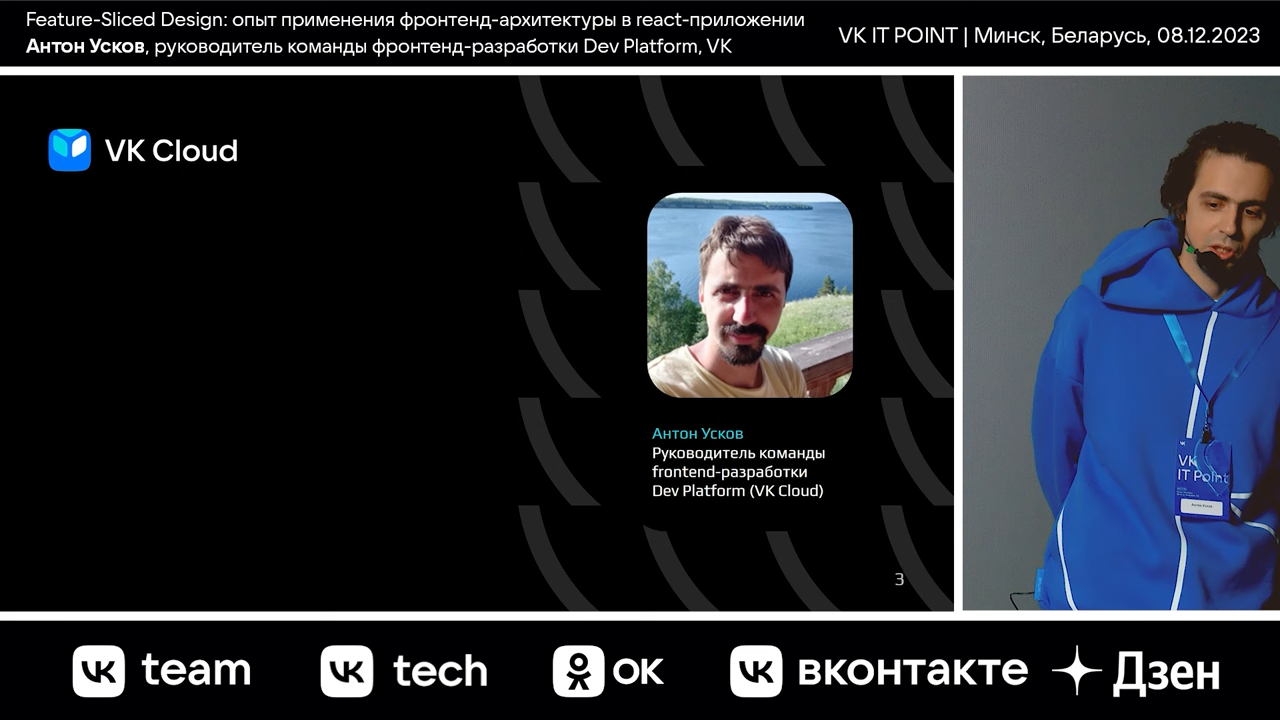 Feature-Sliced Design: опыт применения фронтенд-архитектуры в react-приложении
Антон Усков, руководитель команды фронтенд-разработки Dev Platform, VK
VK IT POINT | Минск, Беларусь, 08.12.2023
VK Cloud
Антон Усков
Руководитель команды
frontend-разработки
Dev Platform (VK Cloud)
3
VK
IT Point
team
tech
ок
вконтакте
Дзен